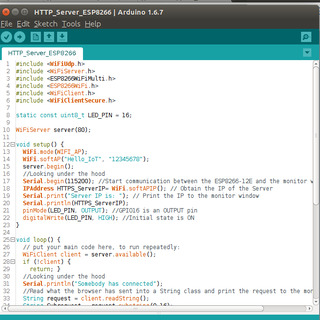 HTTP_Server_ESP8266 | Arduino 1.6.7
File Edit Sketch Tools Help
HTTP_Server_ESP8266
1 #include <WiFiUdp.h>
2 #include <WiFiServer.h>
3 #include <ESP8266WiFiMulti.h>
4 #include <ESP8266WiFi.h>
5 #include <WiFiClient.h>
6 #include <WiFiClientSecure.h>
7
8 static const uint8_t LED_PIN = 16;
9
10 WiFiServer server(80);
11
12 void setup() {
13 WiFi.mode(WIFI_AP);
14 WiFi.softAP("Hello_IoT", "12345678");
15 server.begin();
16 //Looking under the hood
17 Serial.begin(115200); //Start communication between the ESP8266-12E and the monitor w
18 IPAddress HTTPS_ServerIP= WiFi.softAPIP(); // Obtain the IP of the Server
19 Serial.print("Server IP is: "); // Print the IP to the monitor window
20 Serial.println(HTTPS_ServerIP);
21 pinMode(LED_PIN, OUTPUT); //GPIO16 is an OUTPUT pin
22 digitalWrite(LED_PIN, HIGH); //Initial state is ON
23 }
24
25 void loop() {
26 // put your main code here, to run repeatedly:
27 WiFiClient client = server.available();
28 if (!client) {
29 return; }
30 //Looking under the hood
31 Serial.println("Somebody has connected");
32 //Read what the browser has sent into a String class and print the request to the mon
33 String request = client.readString();